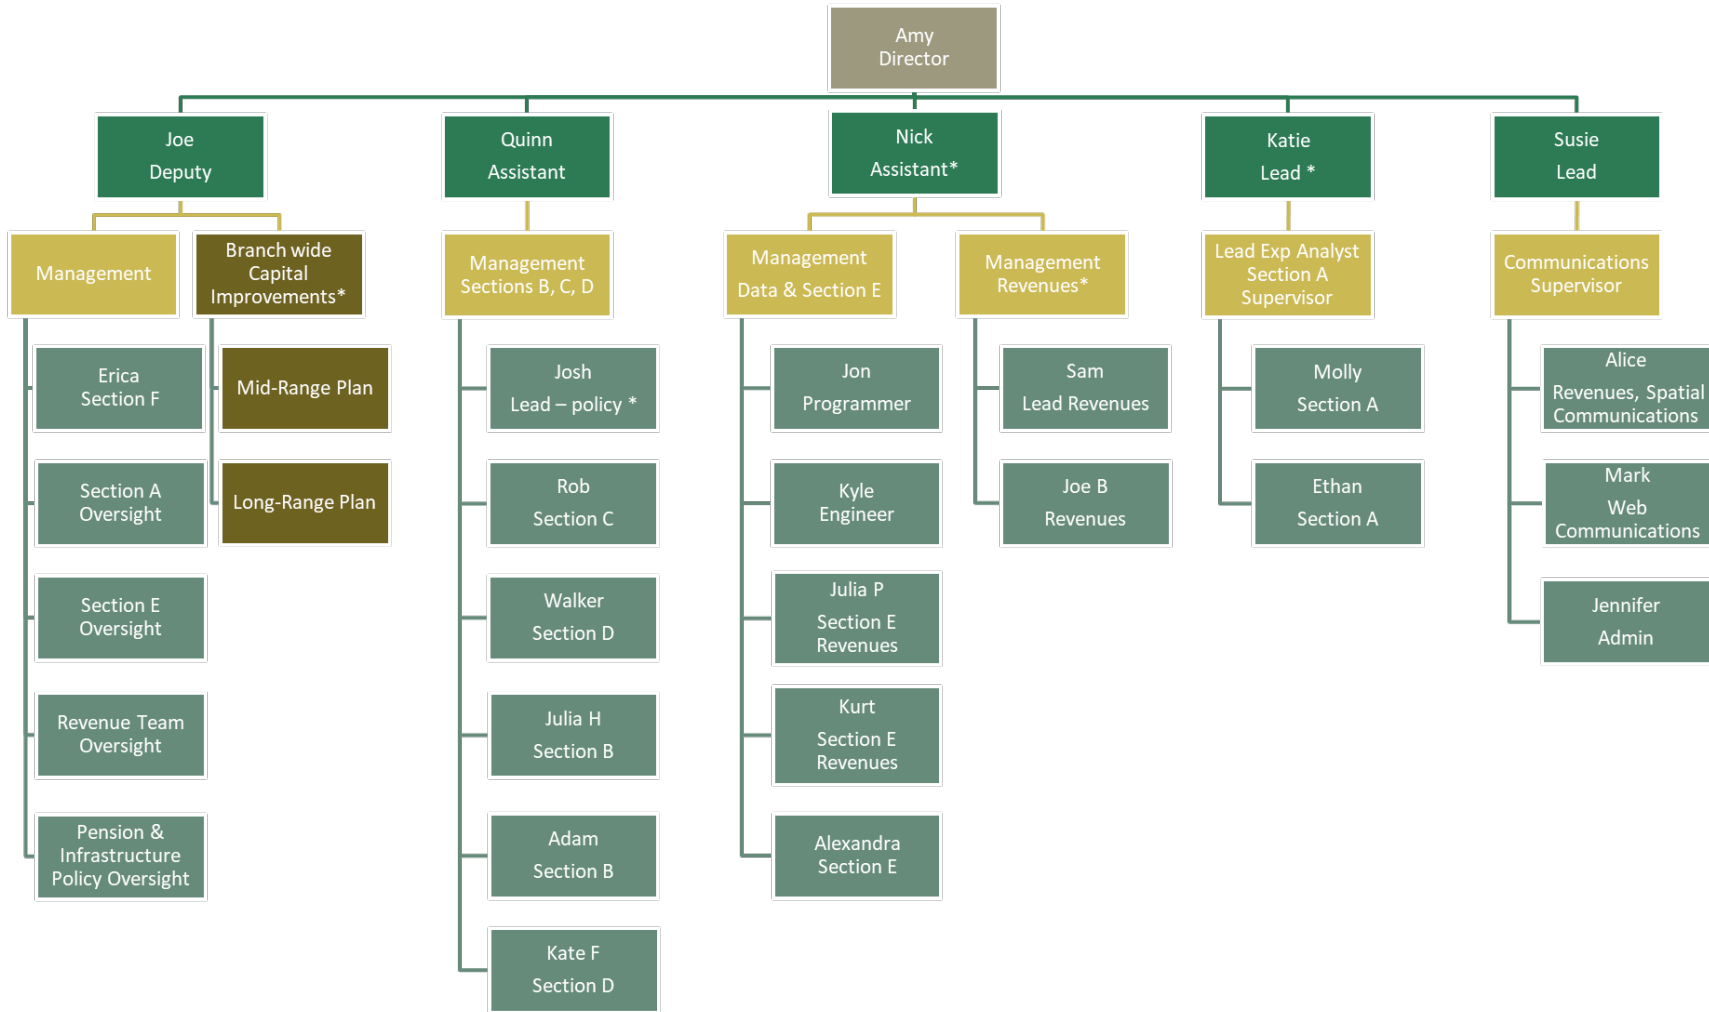 Amy
Director
Joe
Deputy
Quinn
Assistant
Nick
Assistant*
Katie
Lead *
Susie
Lead
Management
Branch wide
Capital
Improvements*
Management
Sections B, C, D
Management
Data & Section E
Management
Revenues*
Lead Exp Analyst
Section A
Supervisor
Communications
Supervisor
Erica
Section F
Section A
Oversight
Section E
Oversight
Revenue Team
Oversight
Pension &
Infrastructure
Policy Oversight
Mid-Range Plan
Long-Range Plan
Josh
Lead – policy *
Rob
Section C
Walker
Section D
Julia H
Section B
Adam
Section B
Kate F
Section D
Jon
Programmer
Kyle
Engineer
Julia P
Section E
Revenues
Kurt
Section E
Revenues
Alexandra
Section E
Sam
Lead Revenues
Joe B
Revenues
Molly
Section A
Ethan
Section A
Alice
Revenues, Spatial
Communications
Mark
Web
Communications
Jennifer
Admin